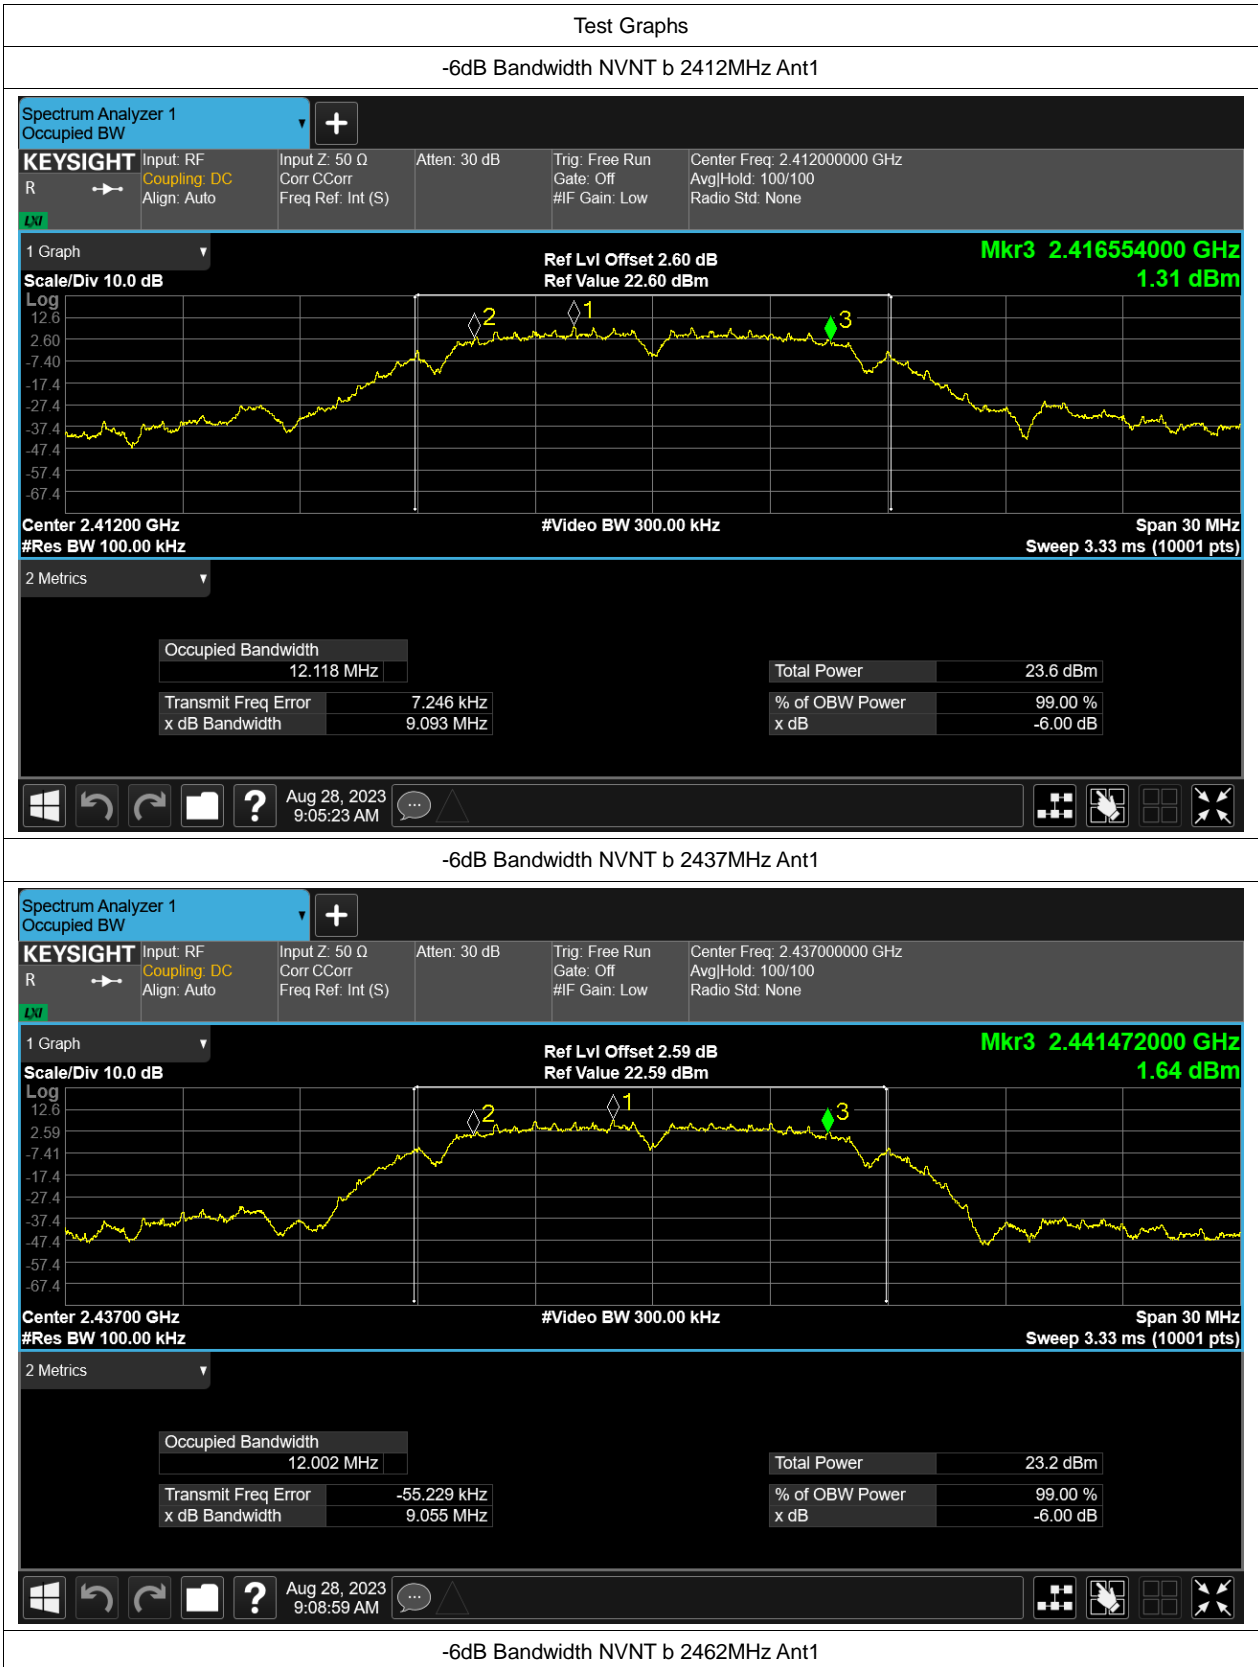 Test Graphs
-6dB Bandwidth NVNT b 2412MHz Ant1
Spectrum Analyzer 1
Occupied BW
KEYSIGHT Input: RF Input Z: 50 Ω Atten: 30 dB Trig: Free Run Center Freq: 2.412000000 GHz
R Coupling: DC Corr CCorr Gate: Off Avg|Hold: 100/100
Align: Auto Freq Ref: Int (S) #IF Gain: Low Radio Std: None
LXI
1 Graph Ref Lvl Offset 2.60 dB Mkr3 2.416554000 GHz
Scale/Div 10.0 dB Ref Value 22.60 dBm 1.31 dBm
Log
12.6
2.60
-7.40
-17.4
-27.4
-37.4
-47.4
-57.4
-67.4
2 1 3
Center 2.41200 GHz #Video BW 300.00 kHz Span 30 MHz
#Res BW 100.00 kHz Sweep 3.33 ms (10001 pts)
2 Metrics
Occupied Bandwidth
12.118 MHz Total Power 23.6 dBm
Transmit Freq Error 7.246 kHz % of OBW Power 99.00 %
x dB Bandwidth 9.093 MHz x dB -6.00 dB
Aug 28, 2023
9:05:23 AM
-6dB Bandwidth NVNT b 2437MHz Ant1
Spectrum Analyzer 1
Occupied BW
KEYSIGHT Input: RF Input Z: 50 Ω Atten: 30 dB Trig: Free Run Center Freq: 2.437000000 GHz
R Coupling: DC Corr CCorr Gate: Off Avg|Hold: 100/100
Align: Auto Freq Ref: Int (S) #IF Gain: Low Radio Std: None
LXI
1 Graph Ref Lvl Offset 2.59 dB Mkr3 2.441472000 GHz
Scale/Div 10.0 dB Ref Value 22.59 dBm 1.64 dBm
Log
12.6
2.59
-7.41
-17.4
-27.4
-37.4
-47.4
-57.4
-67.4
2 1 3
Center 2.43700 GHz #Video BW 300.00 kHz Span 30 MHz
#Res BW 100.00 kHz Sweep 3.33 ms (10001 pts)
2 Metrics
Occupied Bandwidth
12.002 MHz Total Power 23.2 dBm
Transmit Freq Error -55.229 kHz % of OBW Power 99.00 %
x dB Bandwidth 9.055 MHz x dB -6.00 dB
Aug 28, 2023
9:08:59 AM
-6dB Bandwidth NVNT b 2462MHz Ant1